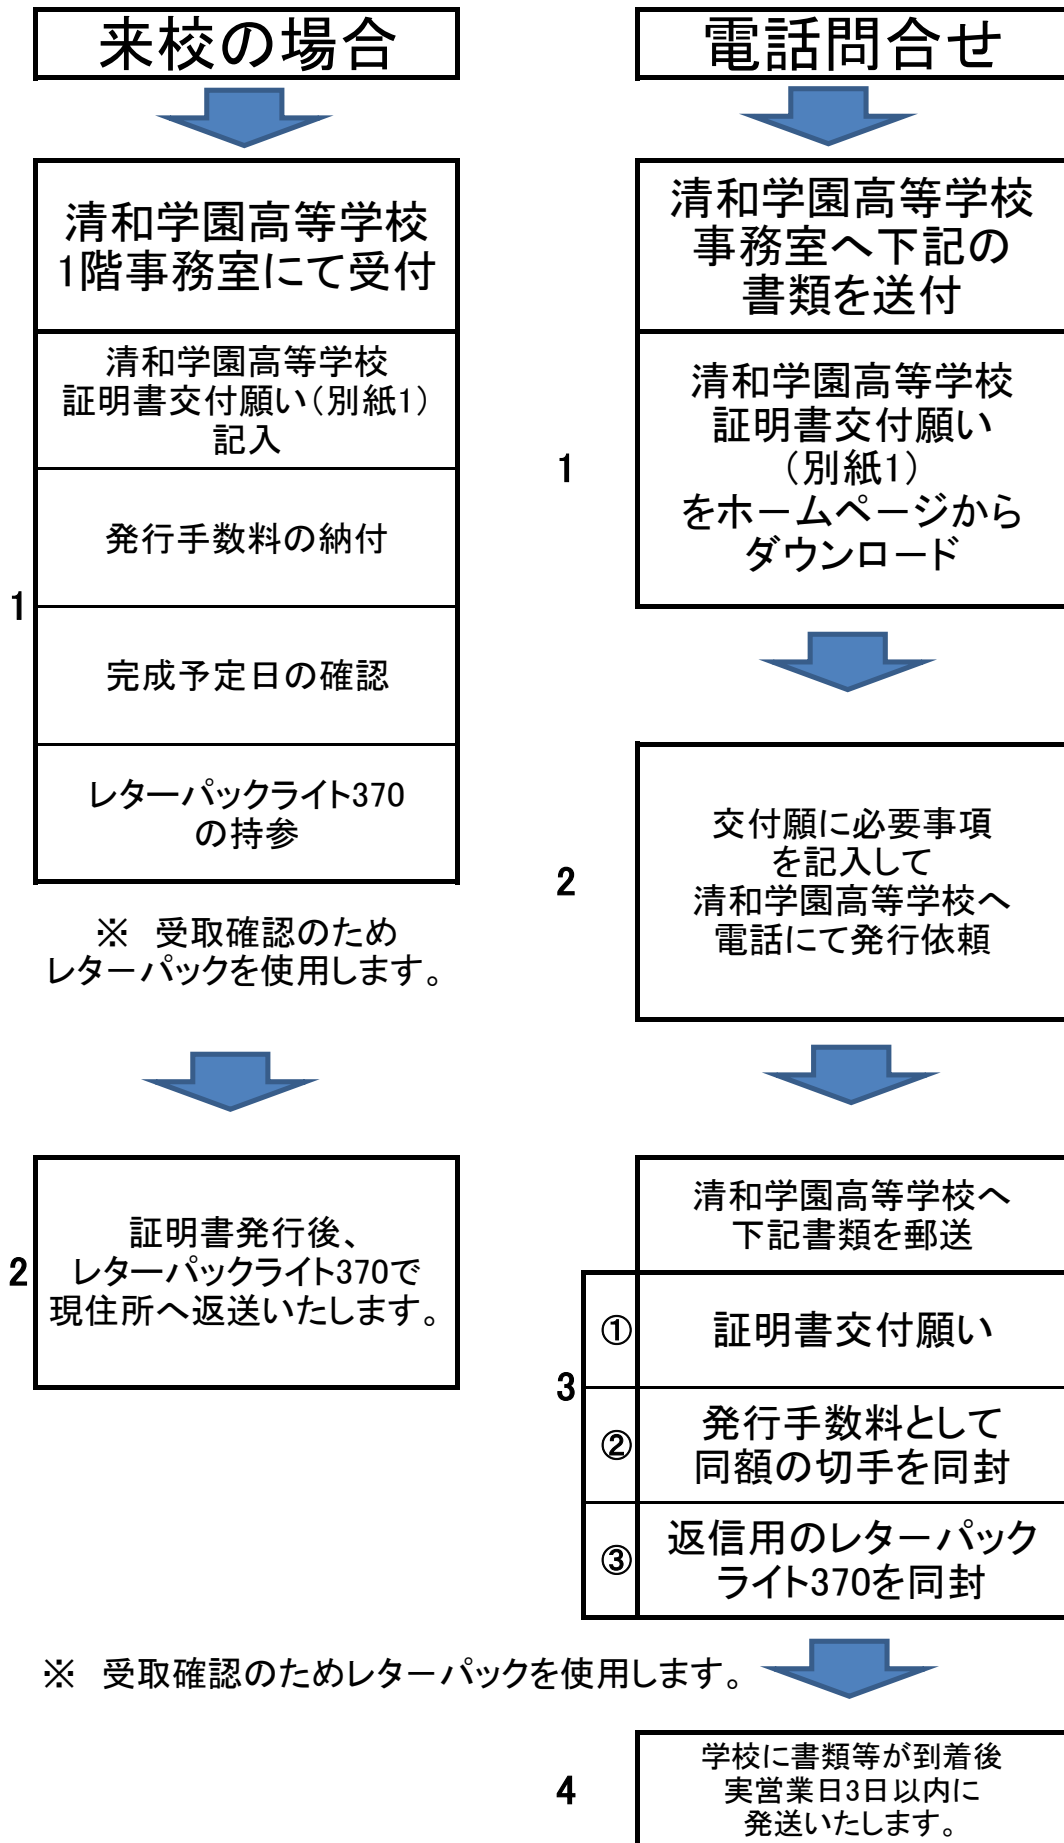 来校の場合
清和学園高等学校
1階事務室にて受付
1
清和学園高等学校
証明書交付願い（別紙1）
記入
発行手数料の納付
完成予定日の確認
レターパックライト370
の持参
※　受取確認のため
レターパックを使用します。
2
証明書発行後、
レターパックライト370で
現住所へ返送いたします。
電話問合せ
清和学園高等学校
事務室へ下記の
書類を送付
1
清和学園高等学校
証明書交付願い
（別紙1）
をホームページから
ダウンロード
2
交付願に必要事項
を記入して
清和学園高等学校へ
電話にて発行依頼
清和学園高等学校へ
下記書類を郵送
3
① 証明書交付願い
② 発行手数料として
同額の切手を同封
③ 返信用のレターパック
ライト370を同封
※　受取確認のためレターパックを使用します。
4
学校に書類等が到着後
実営業日3日以内に
発送いたします。